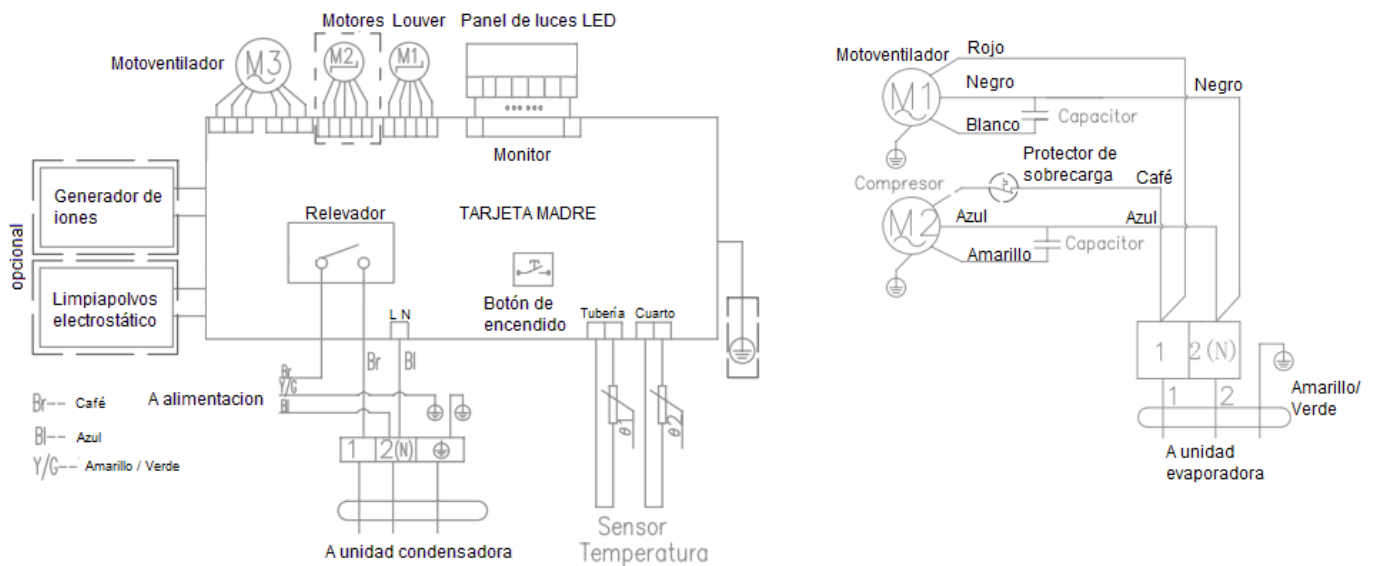 Motores Louver
Panel de luces LED
Motoventilador
M3
M2
M1
Monitor
opcional
Generador de
iones
Limpiapolvos
electrostático
Relevador
TARJETA MADRE
Botón de
encendido
Tubería
Cuarto
L N
Br
Bl
Br
Y/G
Bl
A alimentacion
Br-- Café
Bl-- Azul
Y/G-- Amarillo / Verde
1
2(N)
A unidad condensadora
θ1
θ2
Sensor
Temperatura
Motoventilador
Rojo
M1
Negro
Negro
Blanco
Capacitor
Protector de
sobrecarga
Café
Compresor
M2
Azul
Azul
Amarillo
Capacitor
1
2(N)
1
2
Amarillo/
Verde
A unidad
evaporadora